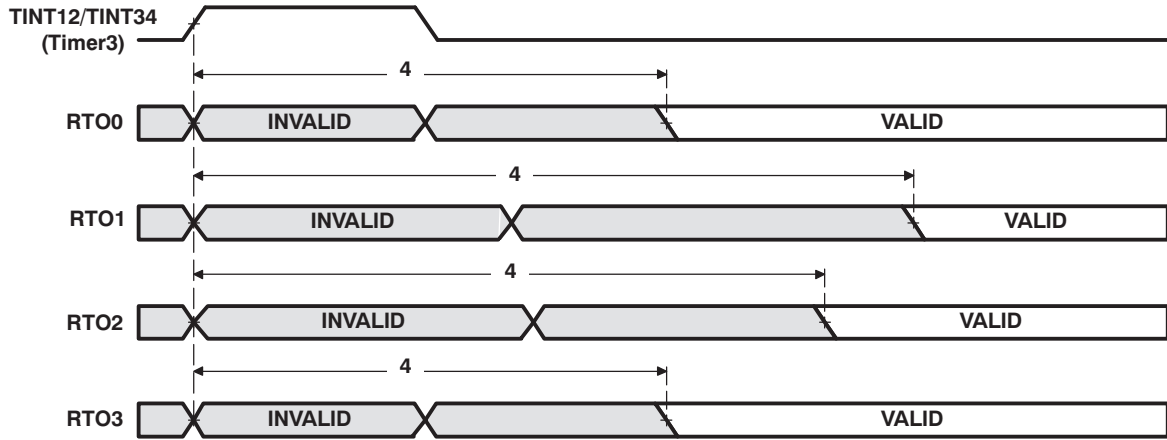 TINT12/TINT34
(Timer3)
4
RTO0 INVALID VALID
4
RTO1 INVALID VALID
4
RTO2 INVALID VALID
4
RTO3 INVALID VALID